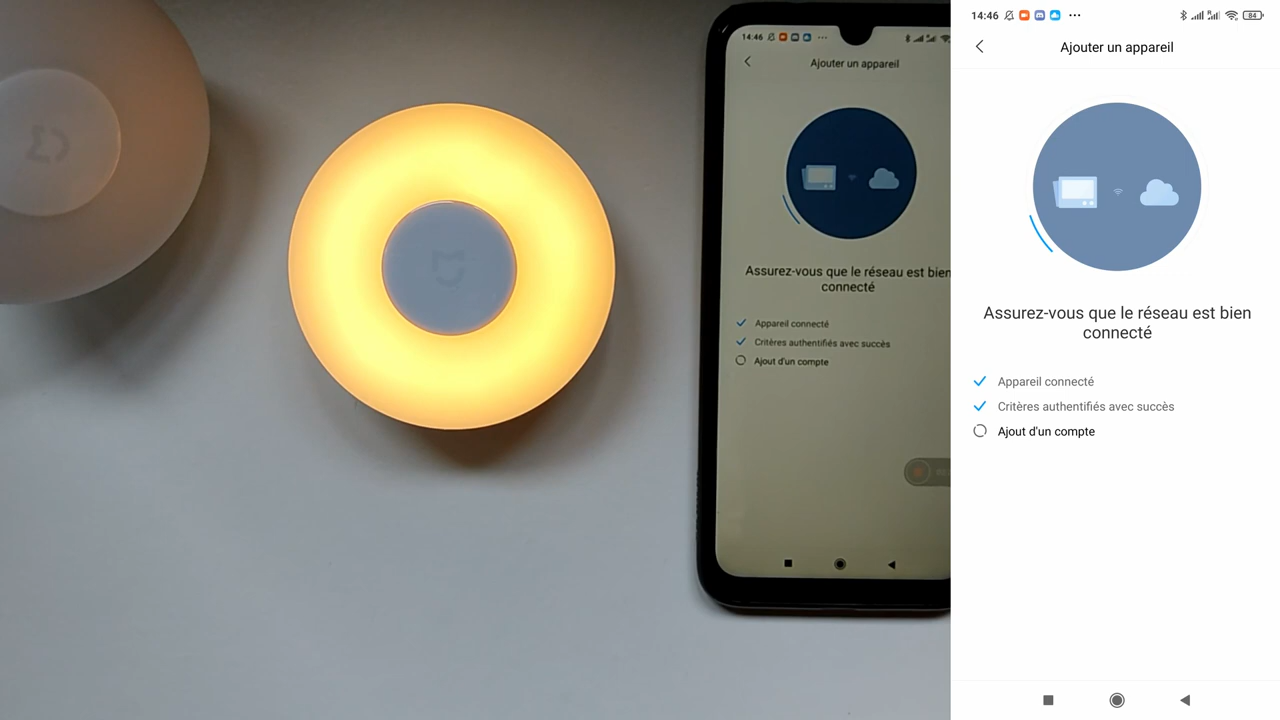 14:46
Ajouter un appareil
Assurez-vous que le réseau est bien
connecté
Appareil connecté
Critères authentifiés avec succès
Ajout d'un compte
14:46
84
Ajouter un appareil
Assurez-vous que le réseau est bien
connecté
Appareil connecté
Critères authentifiés avec succès
Ajout d'un compte